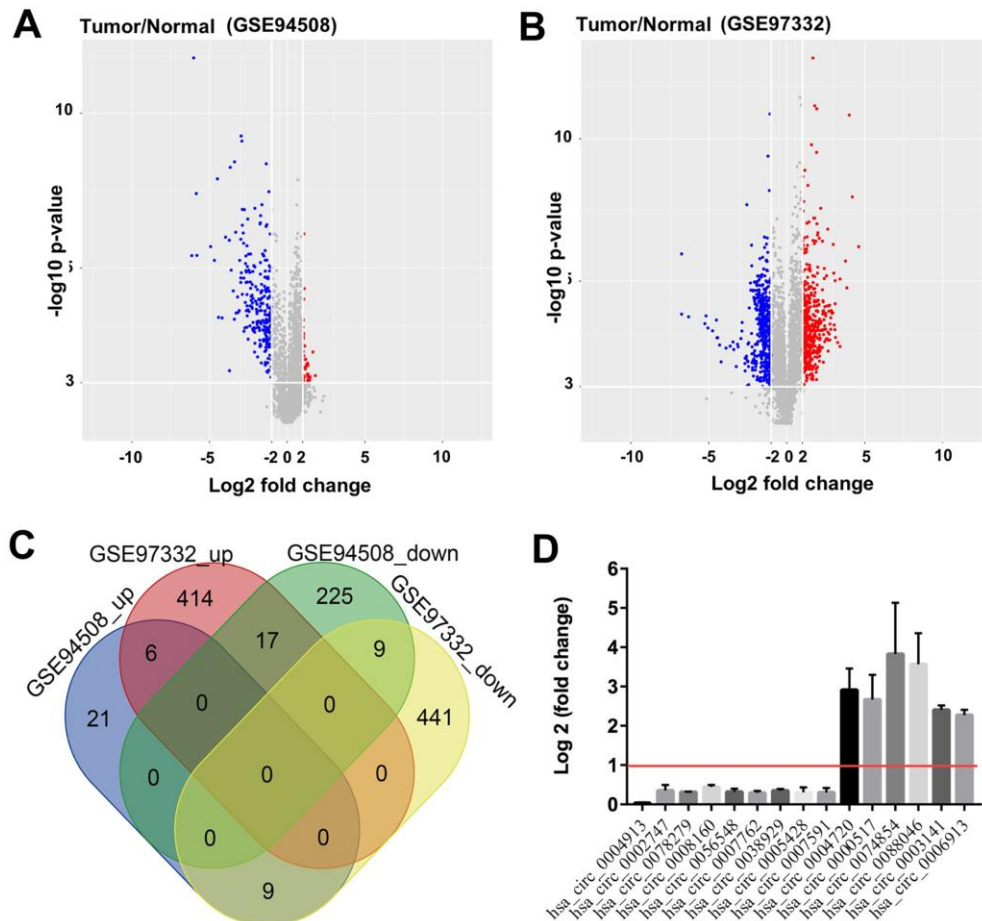 A
Tumor/Normal (GSE94508)
10
5
3
-log10 p-value
-10 -5 -2 0 2 5 10
Log2 fold change
B
Tumor/Normal (GSE97332)
10
5
3
-log10 p-value
-10 -5 -2 0 2 5 10
Log2 fold change
C
GSE94508_up
GSE97332_up
GSE94508_down
GSE97332_down
414 225
6 17 9
21 0 0 441
0 0 0
0 0
9
D
Log 2 (fold change)
6
5
4
3
2
1
0
hsa_circ_0004913
hsa_circ_0002747
hsa_circ_0078279
hsa_circ_0008160
hsa_circ_0056548
hsa_circ_0007762
hsa_circ_0038929
hsa_circ_0005428
hsa_circ_0007591
hsa_circ_0004720
hsa_circ_0000517
hsa_circ_0074854
hsa_circ_0088046
hsa_circ_0003141
hsa_circ_0006913